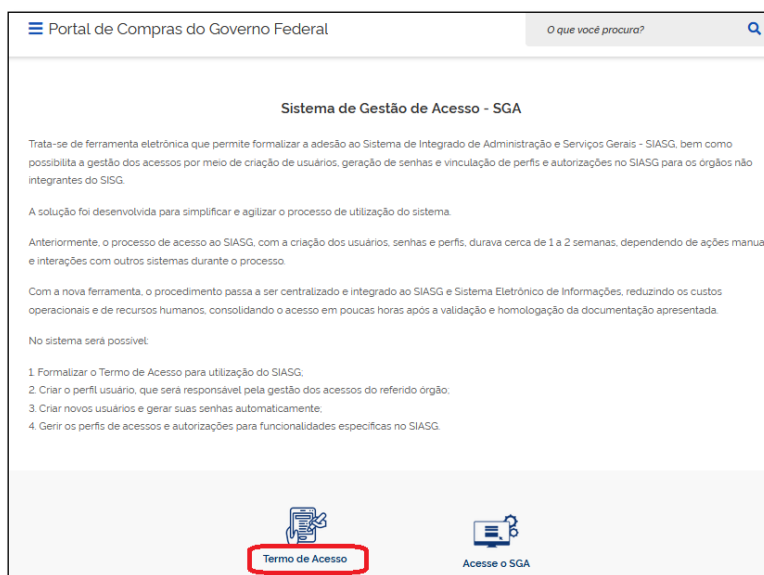 Portal de Compras do Governo Federal
O que você procura?
Sistema de Gestão de Acesso - SGA
Trata-se de ferramenta eletrônica que permite formalizar a adesão ao Sistema de Integrado de Administração e Serviços Gerais - SIASG, bem como
possibilita a gestão dos acessos por meio de criação de usuários, geração de senhas e vinculação de perfis e autorizações no SIASG para os órgãos não
integrantes do SISG.
A solução foi desenvolvida para simplificar e agilizar o processo de utilização do sistema.
Anteriormente, o processo de acesso ao SIASG, com a criação dos usuários, senhas e perfis, durava cerca de 1 a 2 semanas, dependendo de ações manua
e interações com outros sistemas durante o processo.
Com a nova ferramenta, o procedimento passa a ser centralizado e integrado ao SIASG e Sistema Eletrônico de Informações, reduzindo os custos
operacionais e de recursos humanos, consolidando o acesso em poucas horas após a validação e homologação da documentação apresentada.
No sistema será possível:
1. Formalizar o Termo de Acesso para utilização do SIASG;
2. Criar o perfil usuário, que será responsável pela gestão dos acessos do referido órgão;
3. Criar novos usuários e gerar suas senhas automaticamente;
4. Gerir os perfis de acessos e autorizações para funcionalidades específicas no SIASG.
Termo de Acesso
Acesse o SGA